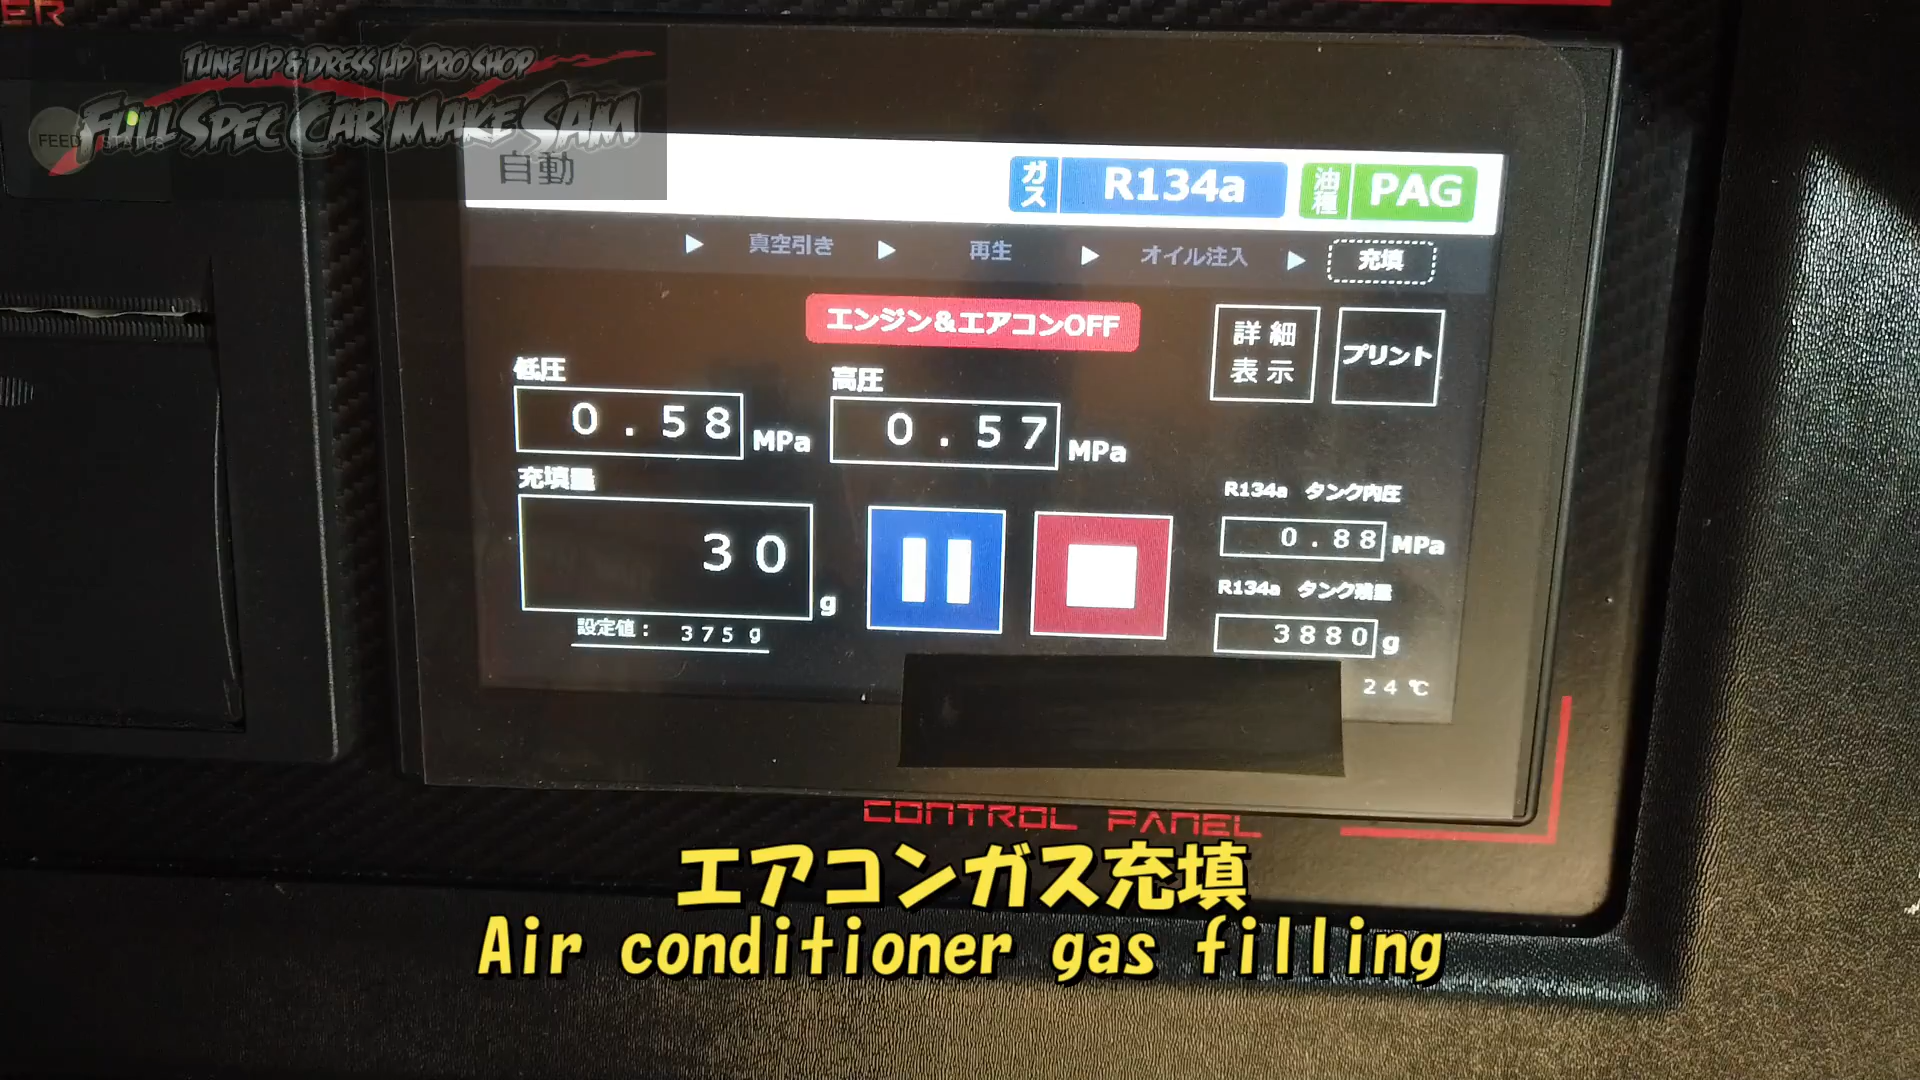 ER
TUNE UP & DRESS UP PRO SHOP
FULL SPEC CAR MAKE SAM
FEED STATUS
自動
ガス R134a 油種 PAG
▶ 真空引き ▶ 再生 ▶ オイル注入 ▶ 充填
エンジン&エアコンOFF
詳細表示
プリント
低圧
0.58 MPa
高圧
0.57 MPa
充填量
30 g
設定値： 375g
R134a タンク内圧
0.88 MPa
R134a タンク残量
3880 g
24℃
CONTROL PANEL
エアコンガス充填
Air conditioner gas filling